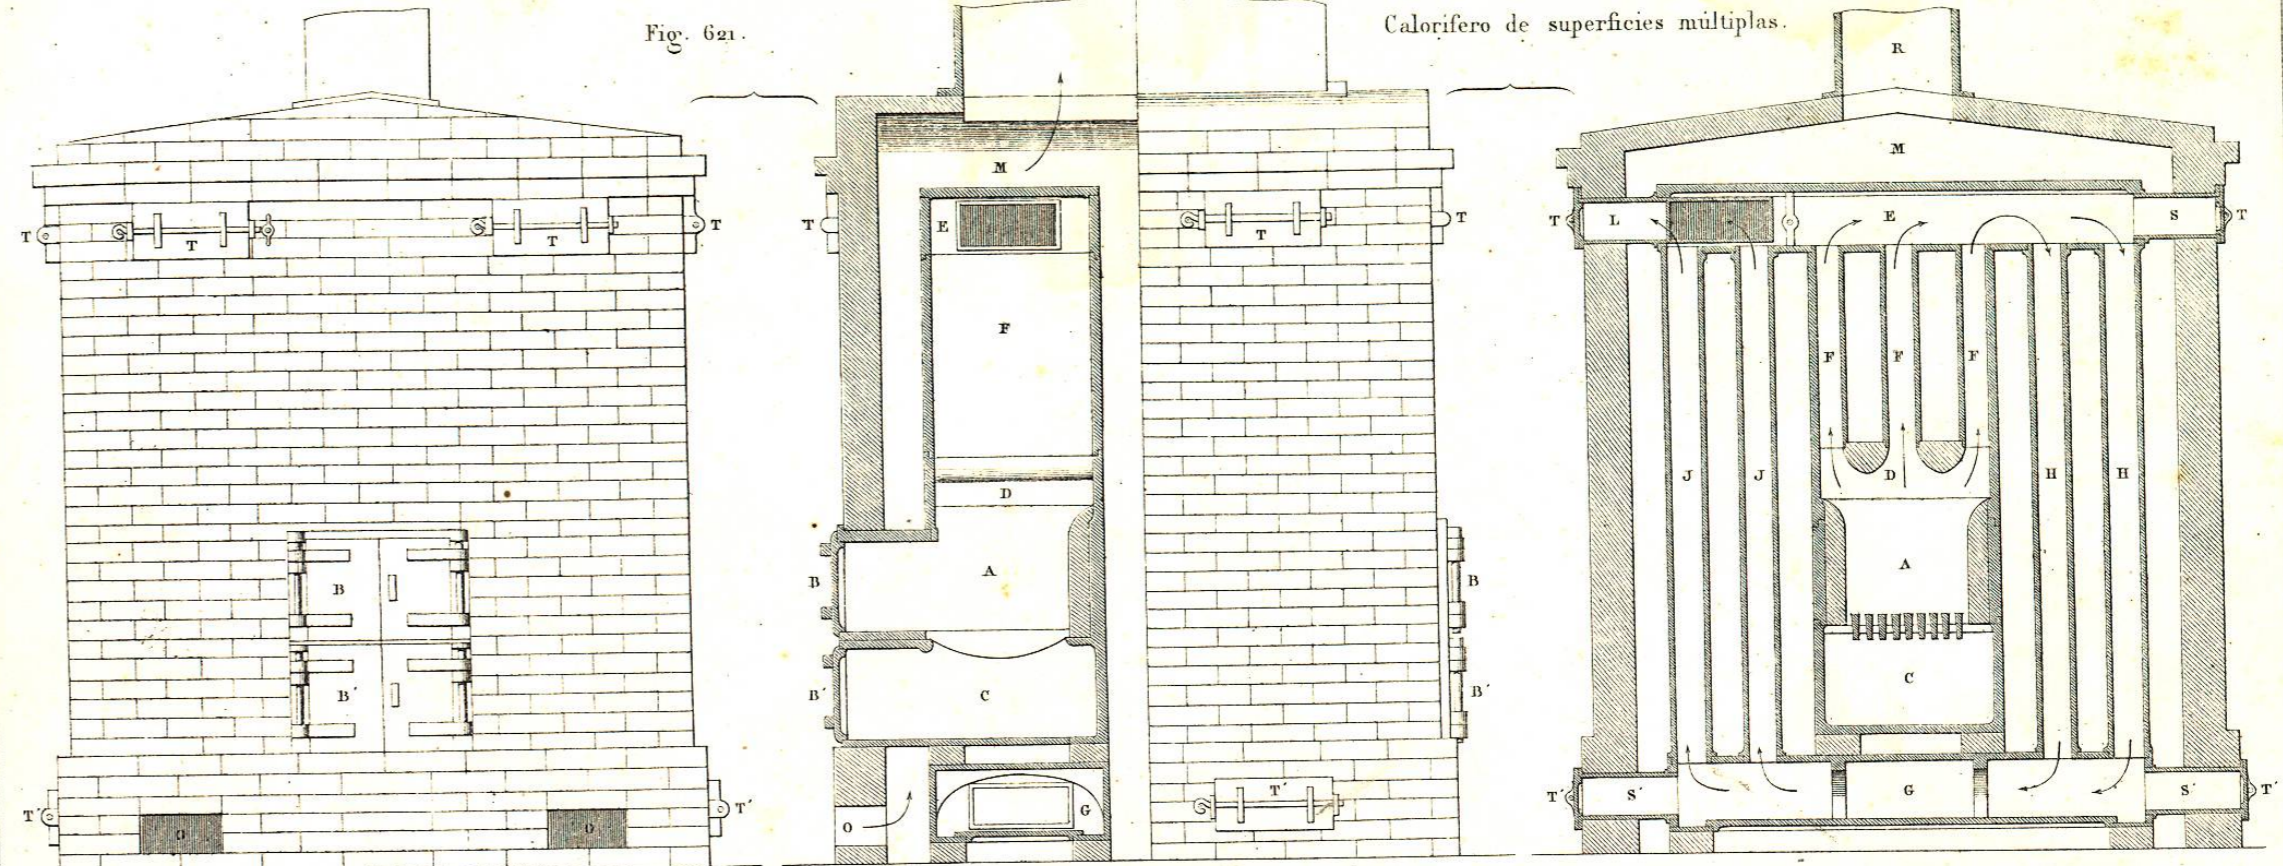 Fig. 621.
Calorifero de superficies múltiplas.
T T T T
B
B´
T´ T´
O O
M
T E T T
F
D
B A B
B´ C B´
T´
O G
R
M
T L E S T
F F F
J J D H H
A
C
T´ S´ G S´ T´